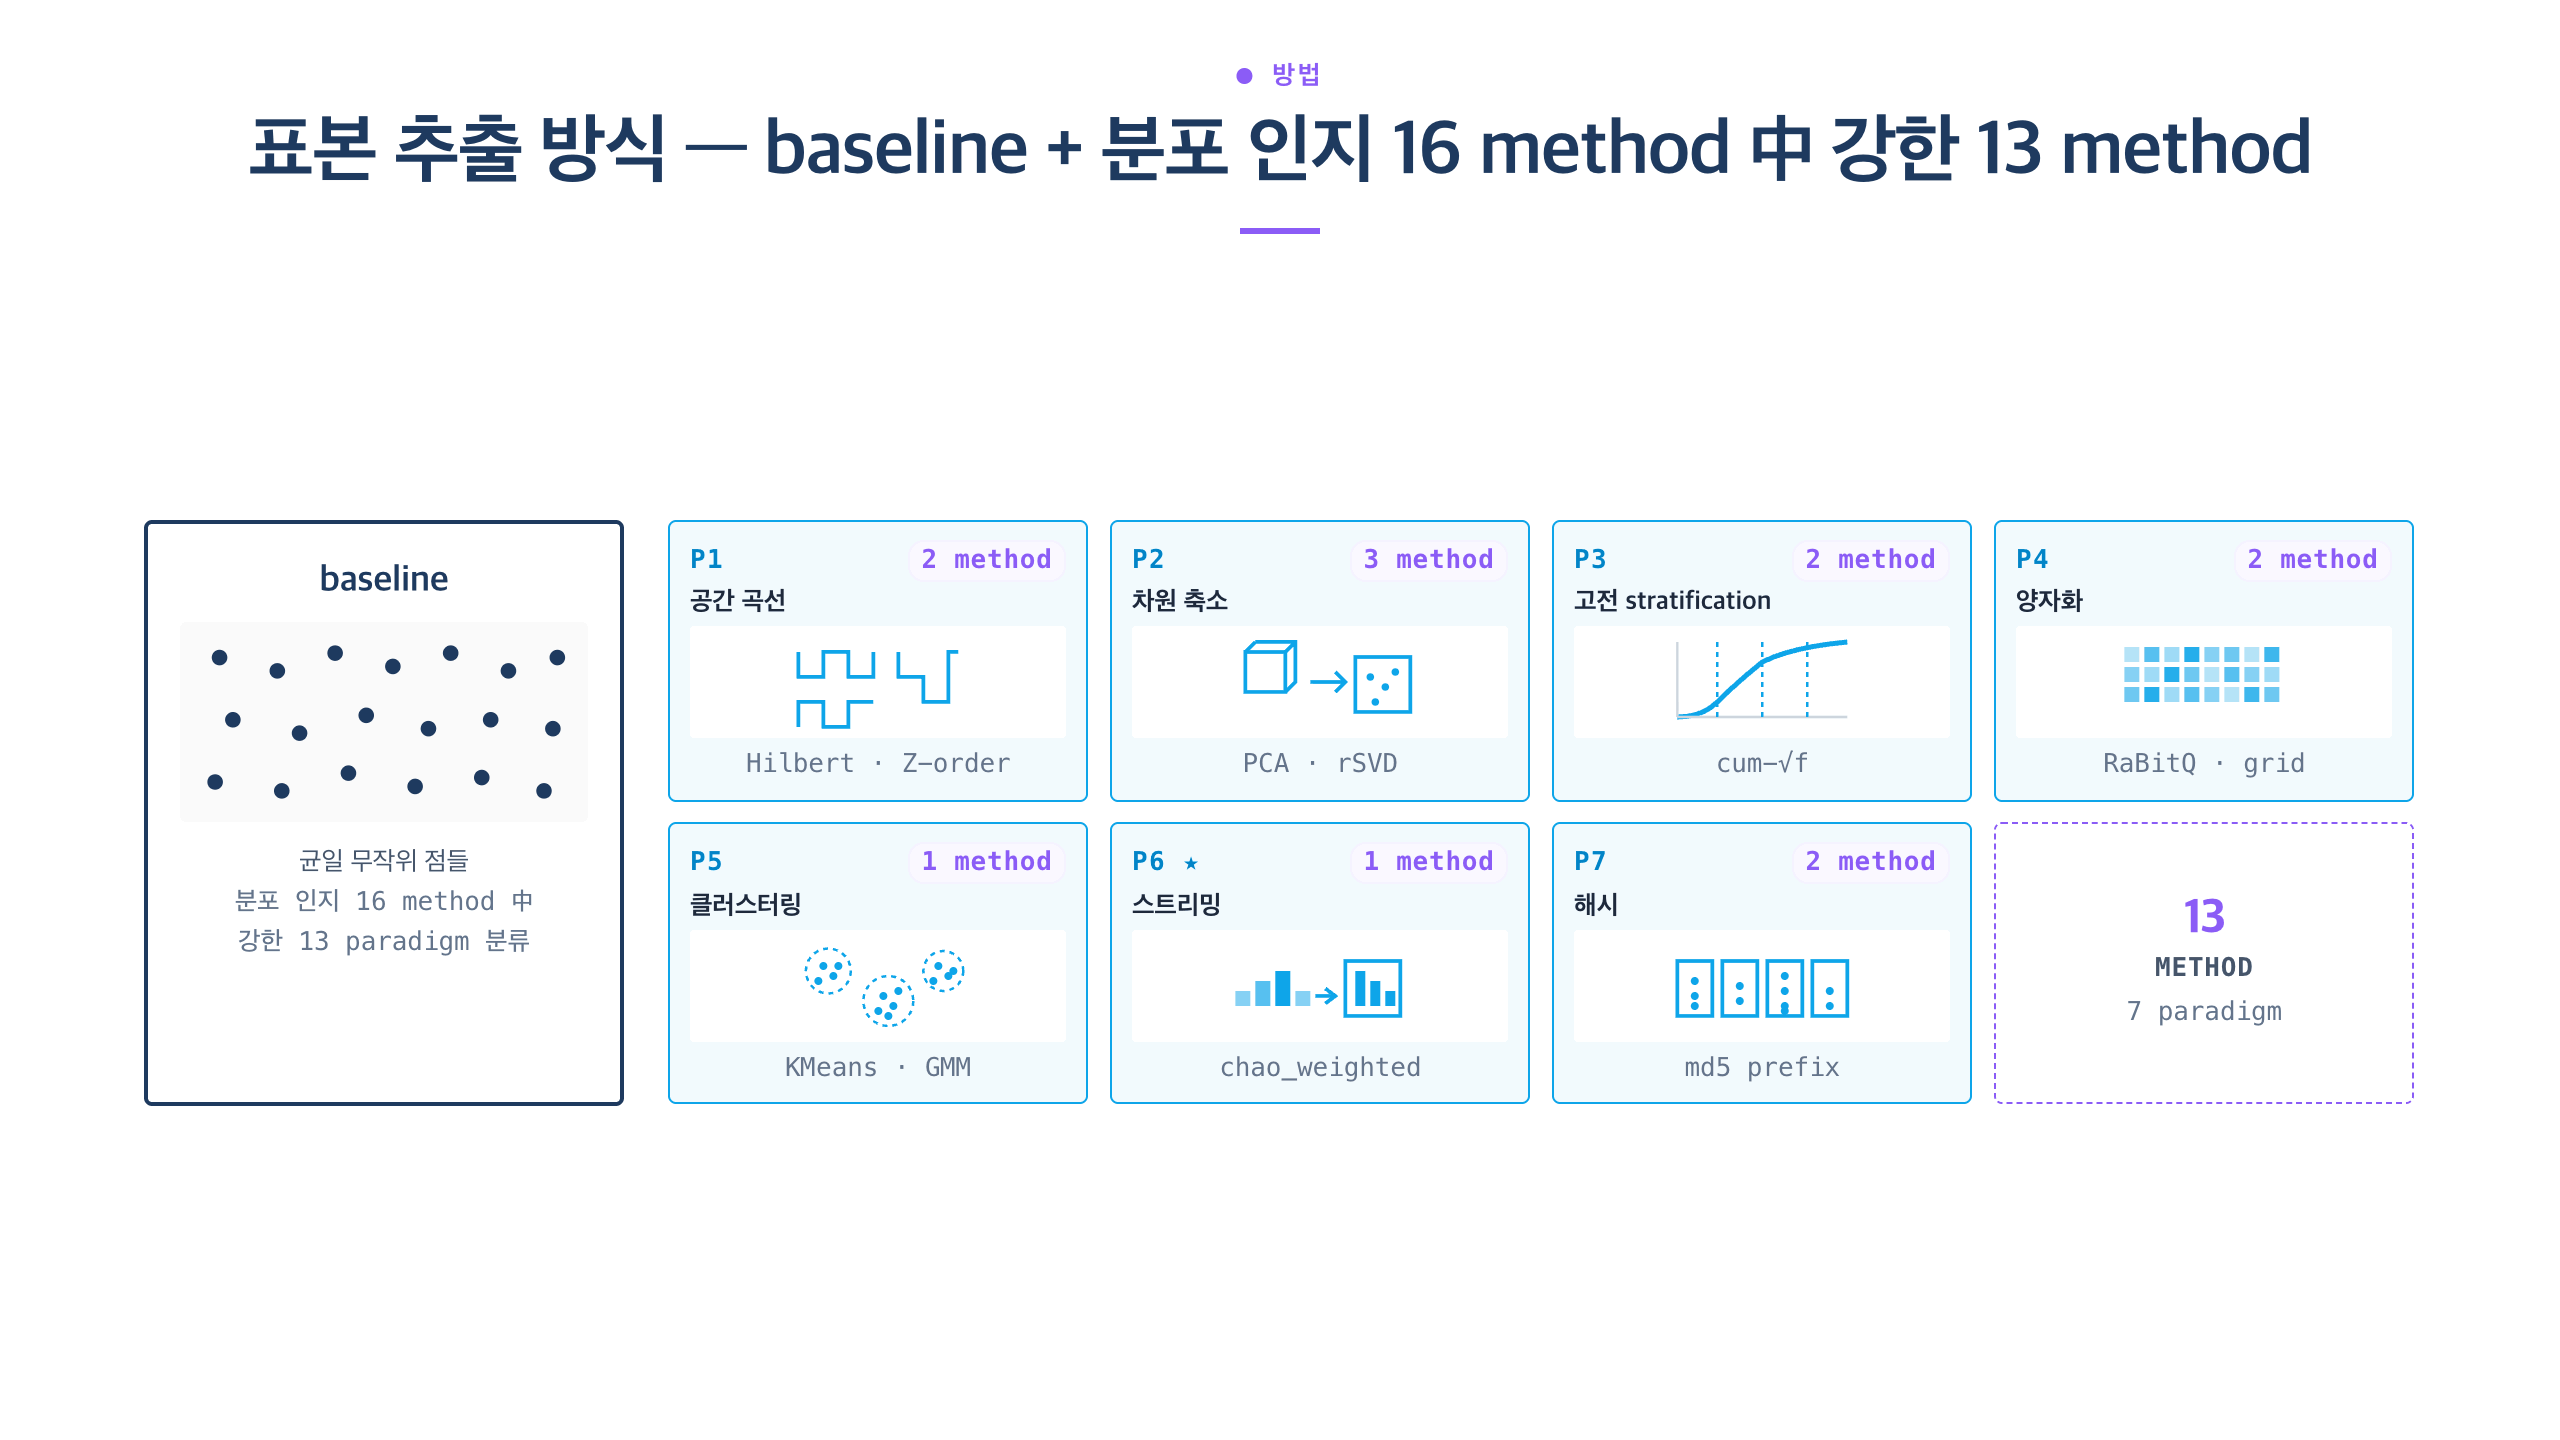 ● 방법
표본 추출 방식 — baseline + 분포 인지 16 method 中 강한 13 method
baseline
균일 무작위 점들
분포 인지 16 method 中
강한 13 paradigm 분류
P1
2 method
공간 곡선
Hilbert · Z-order
P2
3 method
차원 축소
PCA · rSVD
P3
2 method
고전 stratification
cum-√f
P4
2 method
양자화
RaBitQ · grid
P5
1 method
클러스터링
KMeans · GMM
P6 ★
1 method
스트리밍
chao_weighted
P7
2 method
해시
md5 prefix
13
METHOD
7 paradigm